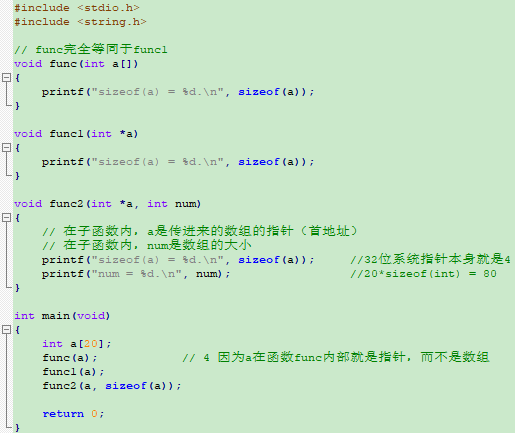 #include <stdio.h>
#include <string.h>
// func完全等同于func1
void func(int a[])
{
printf("sizeof(a) = %d.\n", sizeof(a));
}
void func1(int *a)
{
printf("sizeof(a) = %d.\n", sizeof(a));
}
void func2(int *a, int num)
{
// 在子函数内，a是传进来的数组的指针（首地址）
// 在子函数内，num是数组的大小
printf("sizeof(a) = %d.\n", sizeof(a)); //32位系统指针本身就是4
printf("num = %d.\n", num); //20*sizeof(int) = 80
}
int main(void)
{
int a[20];
func(a); // 4 因为a在函数func内部就是指针，而不是数组
func1(a);
func2(a, sizeof(a));
return 0;
}